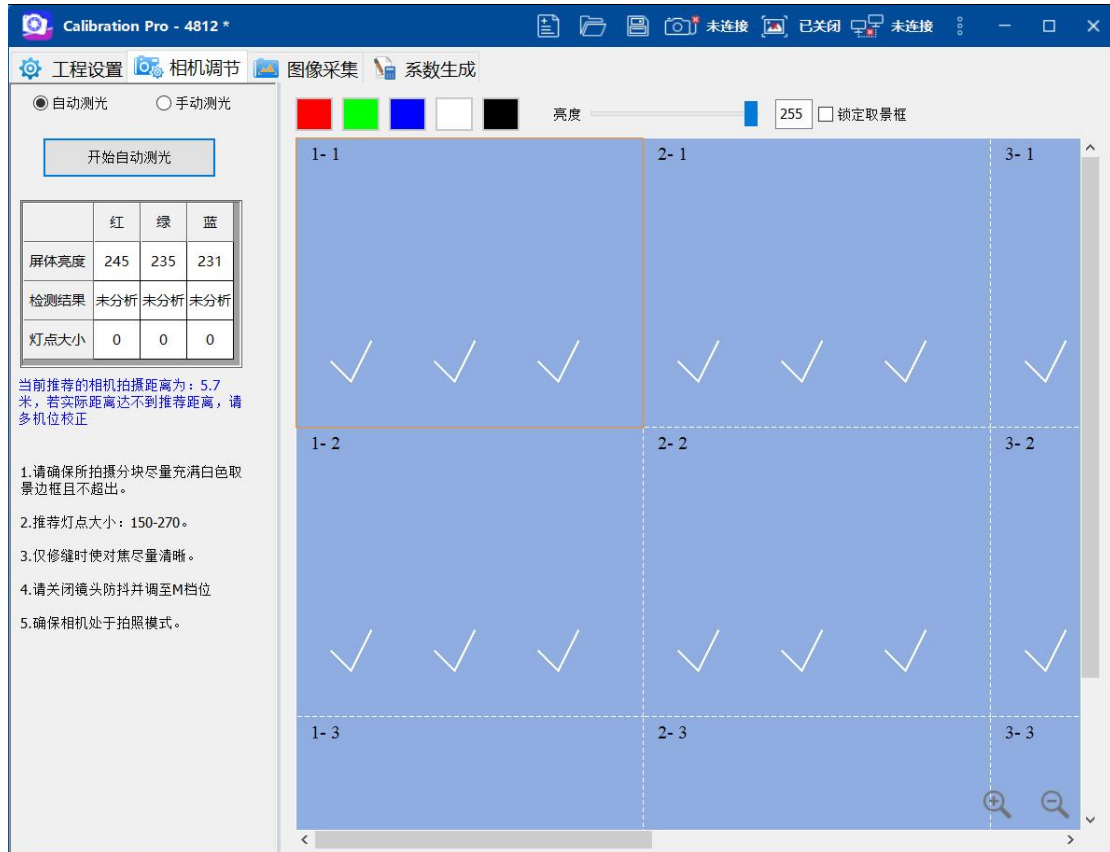 Calibration Pro - 4812 *
未连接 已关闭 未连接
工程设置 相机调节 图像采集 系数生成
自动测光 手动测光
亮度 255 锁定取景框
开始自动测光
红 绿 蓝
屏体亮度 245 235 231
检测结果 未分析 未分析 未分析
灯点大小 0 0 0
当前推荐的相机拍摄距离为：5.7
米，若实际距离达不到推荐距离，请
多机位校正
1.请确保所拍摄分块尽量充满白色取
景边框且不超出。
2.推荐灯点大小：150-270。
3.仅修缝时使对焦尽量清晰。
4.请关闭镜头防抖并调至M档位
5.确保相机处于拍照模式。
1- 1 2- 1 3- 1
1- 2 2- 2 3- 2
1- 3 2- 3 3- 3